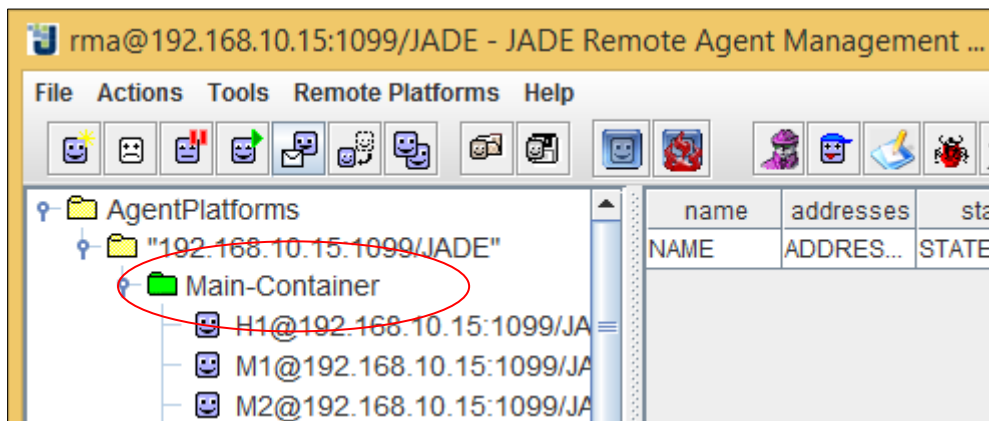 rma@192.168.10.15:1099/JADE - JADE Remote Agent Management ...
File Actions Tools Remote Platforms Help
AgentPlatforms
"192.168.10.15:1099/JADE"
Main-Container
H1@192.168.10.15:1099/JA
M1@192.168.10.15:1099/JA
M2@192.168.10.15:1099/JA
name addresses sta
NAME ADDRES... STATE